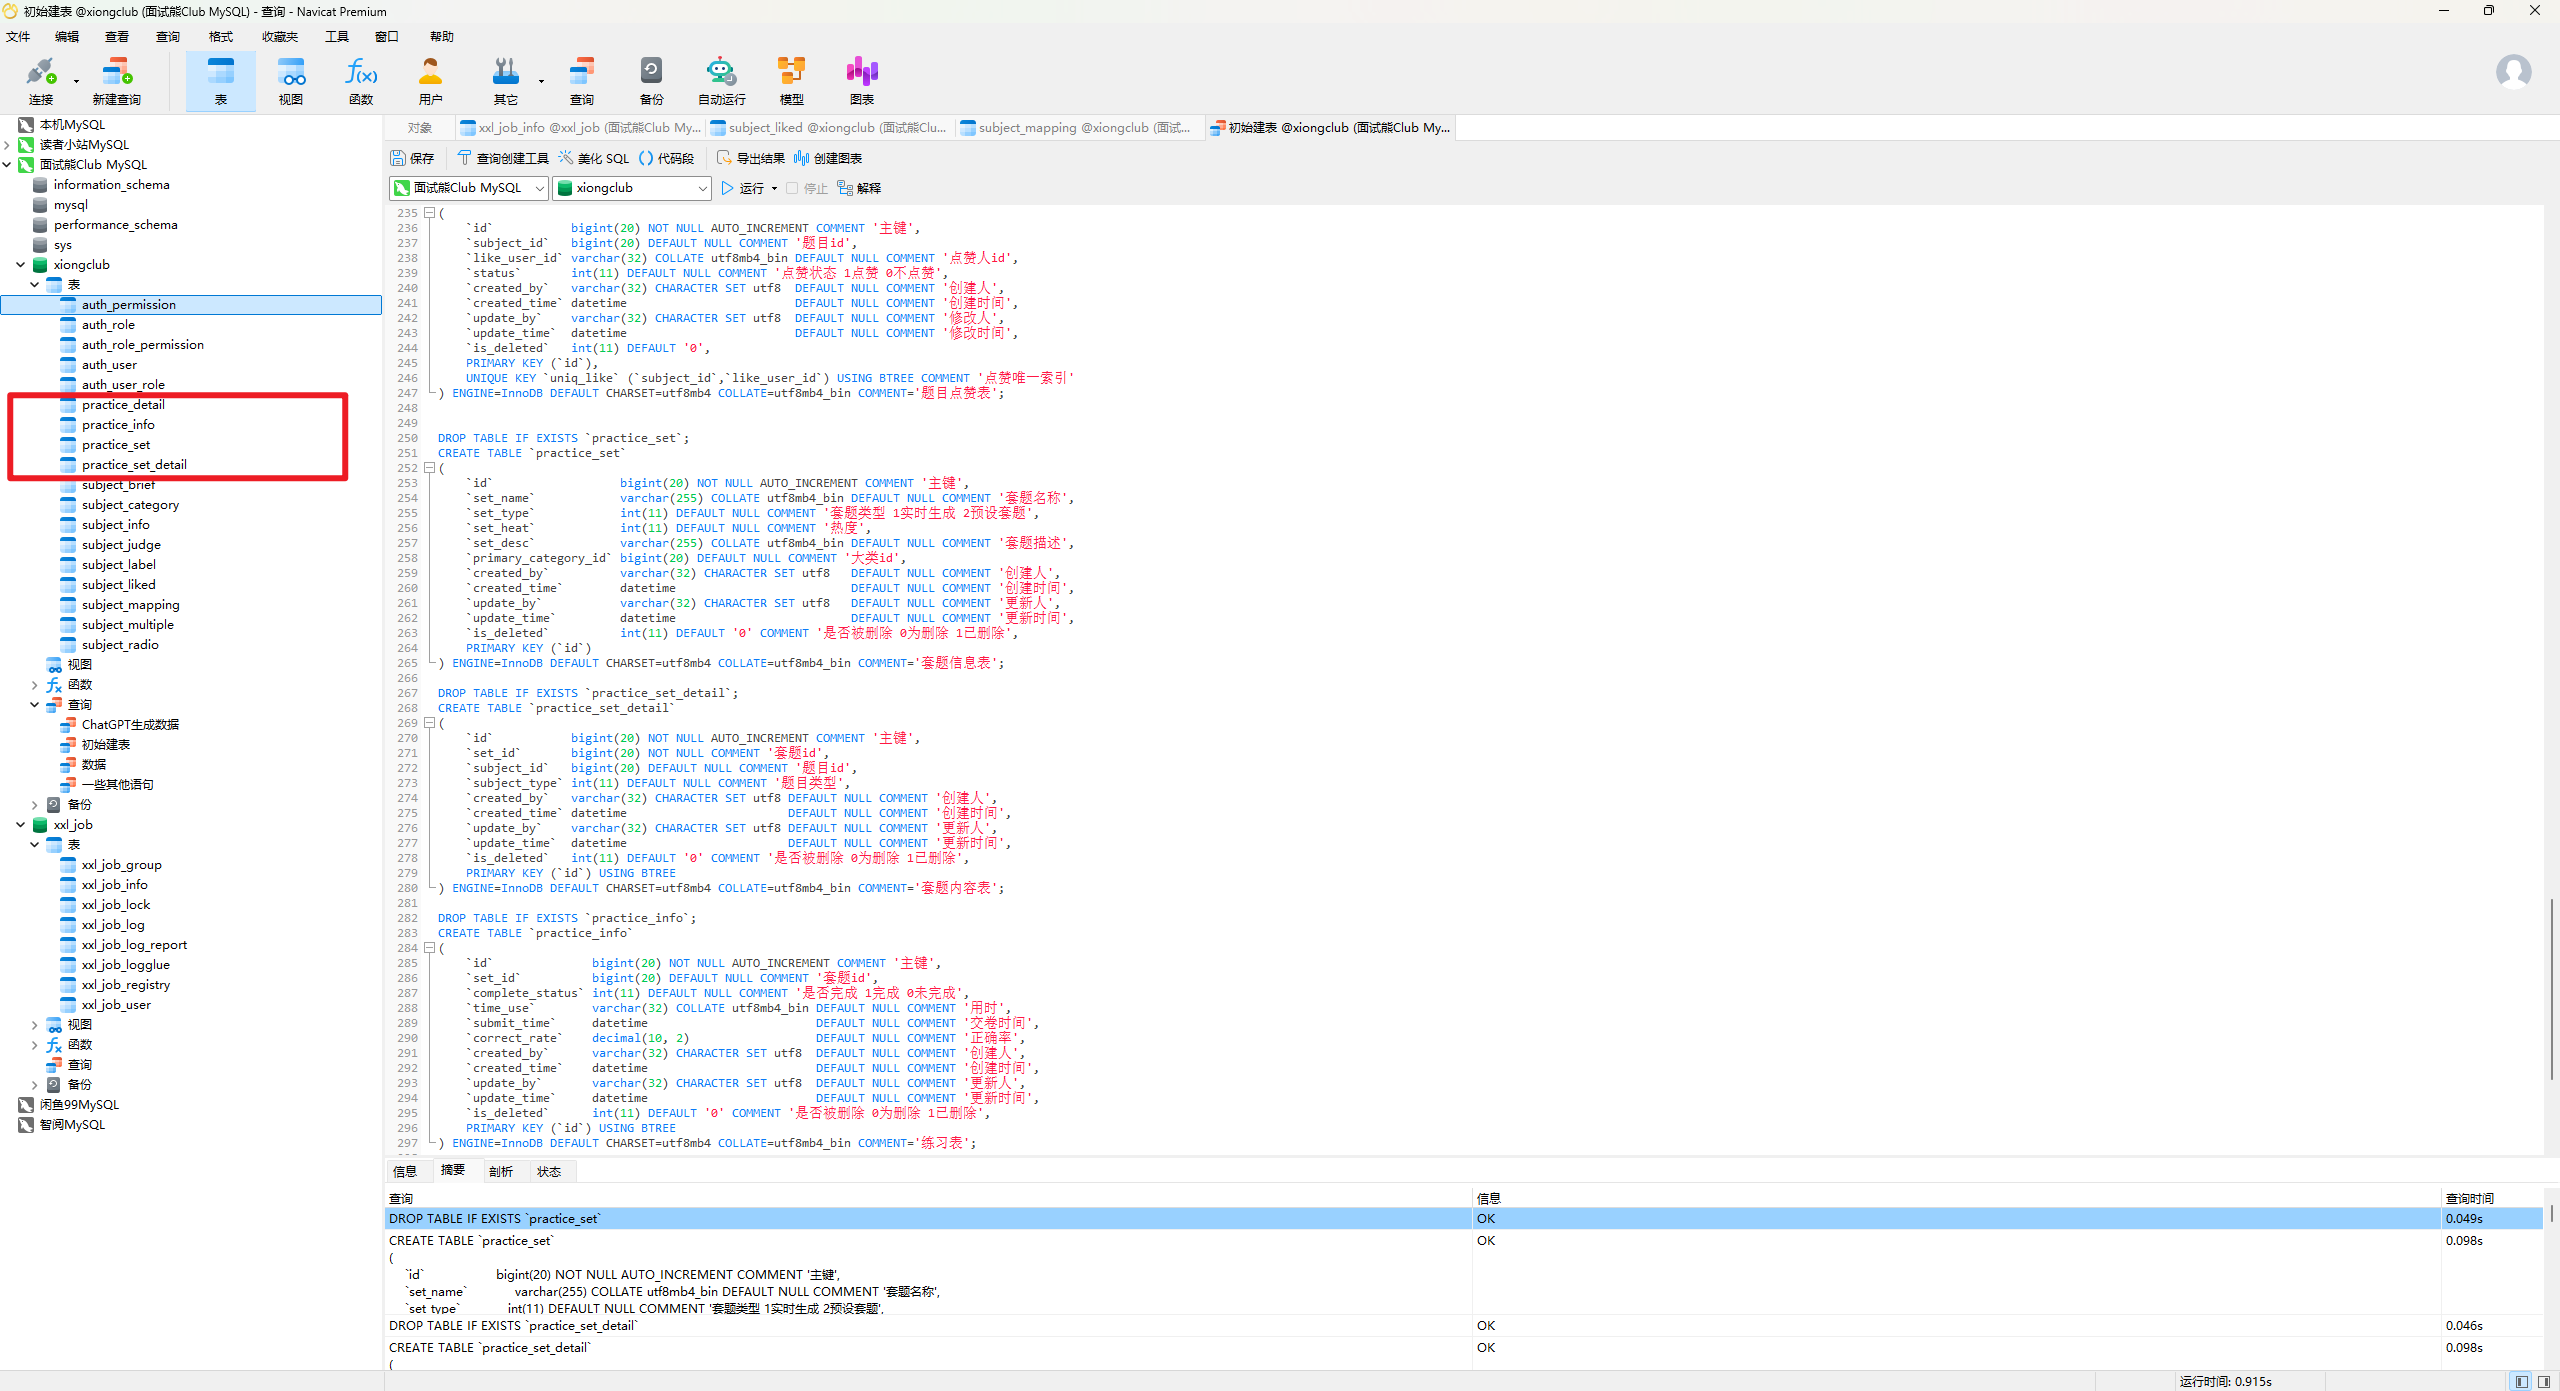 初始建表 @xiongclub (面试熊Club MySQL) - 查询 - Navicat Premium
文件 编辑 查看 查询 格式 收藏夹 工具 窗口 帮助
连接 新建查询 表 视图 函数 用户 其它 查询 备份 自动运行 模型 图表
本机MySQL
读者小站MySQL
面试熊Club MySQL
information_schema
mysql
performance_schema
sys
xiongclub
表
auth_permission
auth_role
auth_role_permission
auth_user
auth_user_role
practice_detail
practice_info
practice_set
practice_set_detail
subject_brief
subject_category
subject_info
subject_judge
subject_label
subject_liked
subject_mapping
subject_multiple
subject_radio
视图
函数
查询
ChatGPT生成数据
初始建表
数据
一些其他语句
备份
xxl_job
表
xxl_job_group
xxl_job_info
xxl_job_lock
xxl_job_log
xxl_job_log_report
xxl_job_logglue
xxl_job_registry
xxl_job_user
视图
函数
查询
备份
闲鱼99MySQL
智阅MySQL
对象 xxl_job_info @xxl_job (面试熊Club My... subject_liked @xiongclub (面试熊Clu... subject_mapping @xiongclub (面试... 初始建表 @xiongclub (面试熊Club My...
保存 查询创建工具 美化 SQL () 代码段 导出结果 创建图表
面试熊Club MySQL xiongclub 运行 停止 解释
235 (
236 `id` bigint(20) NOT NULL AUTO_INCREMENT COMMENT '主键',
237 `subject_id` bigint(20) DEFAULT NULL COMMENT '题目id',
238 `like_user_id` varchar(32) COLLATE utf8mb4_bin DEFAULT NULL COMMENT '点赞人id',
239 `status` int(11) DEFAULT NULL COMMENT '点赞状态 1点赞 0不点赞',
240 `created_by` varchar(32) CHARACTER SET utf8 DEFAULT NULL COMMENT '创建人',
241 `created_time` datetime DEFAULT NULL COMMENT '创建时间',
242 `update_by` varchar(32) CHARACTER SET utf8 DEFAULT NULL COMMENT '修改人',
243 `update_time` datetime DEFAULT NULL COMMENT '修改时间',
244 `is_deleted` int(11) DEFAULT '0',
245 PRIMARY KEY (`id`),
246 UNIQUE KEY `uniq_like` (`subject_id`,`like_user_id`) USING BTREE COMMENT '点赞唯一索引'
247 ) ENGINE=InnoDB DEFAULT CHARSET=utf8mb4 COLLATE=utf8mb4_bin COMMENT='题目点赞表';
248
249
250 DROP TABLE IF EXISTS `practice_set`;
251 CREATE TABLE `practice_set`
252 (
253 `id` bigint(20) NOT NULL AUTO_INCREMENT COMMENT '主键',
254 `set_name` varchar(255) COLLATE utf8mb4_bin DEFAULT NULL COMMENT '套题名称',
255 `set_type` int(11) DEFAULT NULL COMMENT '套题类型 1实时生成 2预设套题',
256 `set_heat` int(11) DEFAULT NULL COMMENT '热度',
257 `set_desc` varchar(255) COLLATE utf8mb4_bin DEFAULT NULL COMMENT '套题描述',
258 `primary_category_id` bigint(20) DEFAULT NULL COMMENT '大类id',
259 `created_by` varchar(32) CHARACTER SET utf8 DEFAULT NULL COMMENT '创建人',
260 `created_time` datetime DEFAULT NULL COMMENT '创建时间',
261 `update_by` varchar(32) CHARACTER SET utf8 DEFAULT NULL COMMENT '更新人',
262 `update_time` datetime DEFAULT NULL COMMENT '更新时间',
263 `is_deleted` int(11) DEFAULT '0' COMMENT '是否被删除 0为删除 1已删除',
264 PRIMARY KEY (`id`)
265 ) ENGINE=InnoDB DEFAULT CHARSET=utf8mb4 COLLATE=utf8mb4_bin COMMENT='套题信息表';
266
267 DROP TABLE IF EXISTS `practice_set_detail`;
268 CREATE TABLE `practice_set_detail`
269 (
270 `id` bigint(20) NOT NULL AUTO_INCREMENT COMMENT '主键',
271 `set_id` bigint(20) NOT NULL COMMENT '套题id',
272 `subject_id` bigint(20) DEFAULT NULL COMMENT '题目id',
273 `subject_type` int(11) DEFAULT NULL COMMENT '题目类型',
274 `created_by` varchar(32) CHARACTER SET utf8 DEFAULT NULL COMMENT '创建人',
275 `created_time` datetime DEFAULT NULL COMMENT '创建时间',
276 `update_by` varchar(32) CHARACTER SET utf8 DEFAULT NULL COMMENT '更新人',
277 `update_time` datetime DEFAULT NULL COMMENT '更新时间',
278 `is_deleted` int(11) DEFAULT '0' COMMENT '是否被删除 0为删除 1已删除',
279 PRIMARY KEY (`id`) USING BTREE
280 ) ENGINE=InnoDB DEFAULT CHARSET=utf8mb4 COLLATE=utf8mb4_bin COMMENT='套题内容表';
281
282 DROP TABLE IF EXISTS `practice_info`;
283 CREATE TABLE `practice_info`
284 (
285 `id` bigint(20) NOT NULL AUTO_INCREMENT COMMENT '主键',
286 `set_id` bigint(20) DEFAULT NULL COMMENT '套题id',
287 `complete_status` int(11) DEFAULT NULL COMMENT '是否完成 1完成 0未完成',
288 `time_use` varchar(32) COLLATE utf8mb4_bin DEFAULT NULL COMMENT '用时',
289 `submit_time` datetime DEFAULT NULL COMMENT '交卷时间',
290 `correct_rate` decimal(10, 2) DEFAULT NULL COMMENT '正确率',
291 `created_by` varchar(32) CHARACTER SET utf8 DEFAULT NULL COMMENT '创建人',
292 `created_time` datetime DEFAULT NULL COMMENT '创建时间',
293 `update_by` varchar(32) CHARACTER SET utf8 DEFAULT NULL COMMENT '更新人',
294 `update_time` datetime DEFAULT NULL COMMENT '更新时间',
295 `is_deleted` int(11) DEFAULT '0' COMMENT '是否被删除 0为删除 1已删除',
296 PRIMARY KEY (`id`) USING BTREE
297 ) ENGINE=InnoDB DEFAULT CHARSET=utf8mb4 COLLATE=utf8mb4_bin COMMENT='练习表';
信息 摘要 剖析 状态
查询 信息 查询时间
DROP TABLE IF EXISTS `practice_set` OK 0.049s
CREATE TABLE `practice_set` OK 0.098s
(
`id` bigint(20) NOT NULL AUTO_INCREMENT COMMENT '主键',
`set_name` varchar(255) COLLATE utf8mb4_bin DEFAULT NULL COMMENT '套题名称',
`set_type` int(11) DEFAULT NULL COMMENT '套题类型 1实时生成 2预设套题',
DROP TABLE IF EXISTS `practice_set_detail` OK 0.046s
CREATE TABLE `practice_set_detail` OK 0.098s
(
运行时间: 0.915s